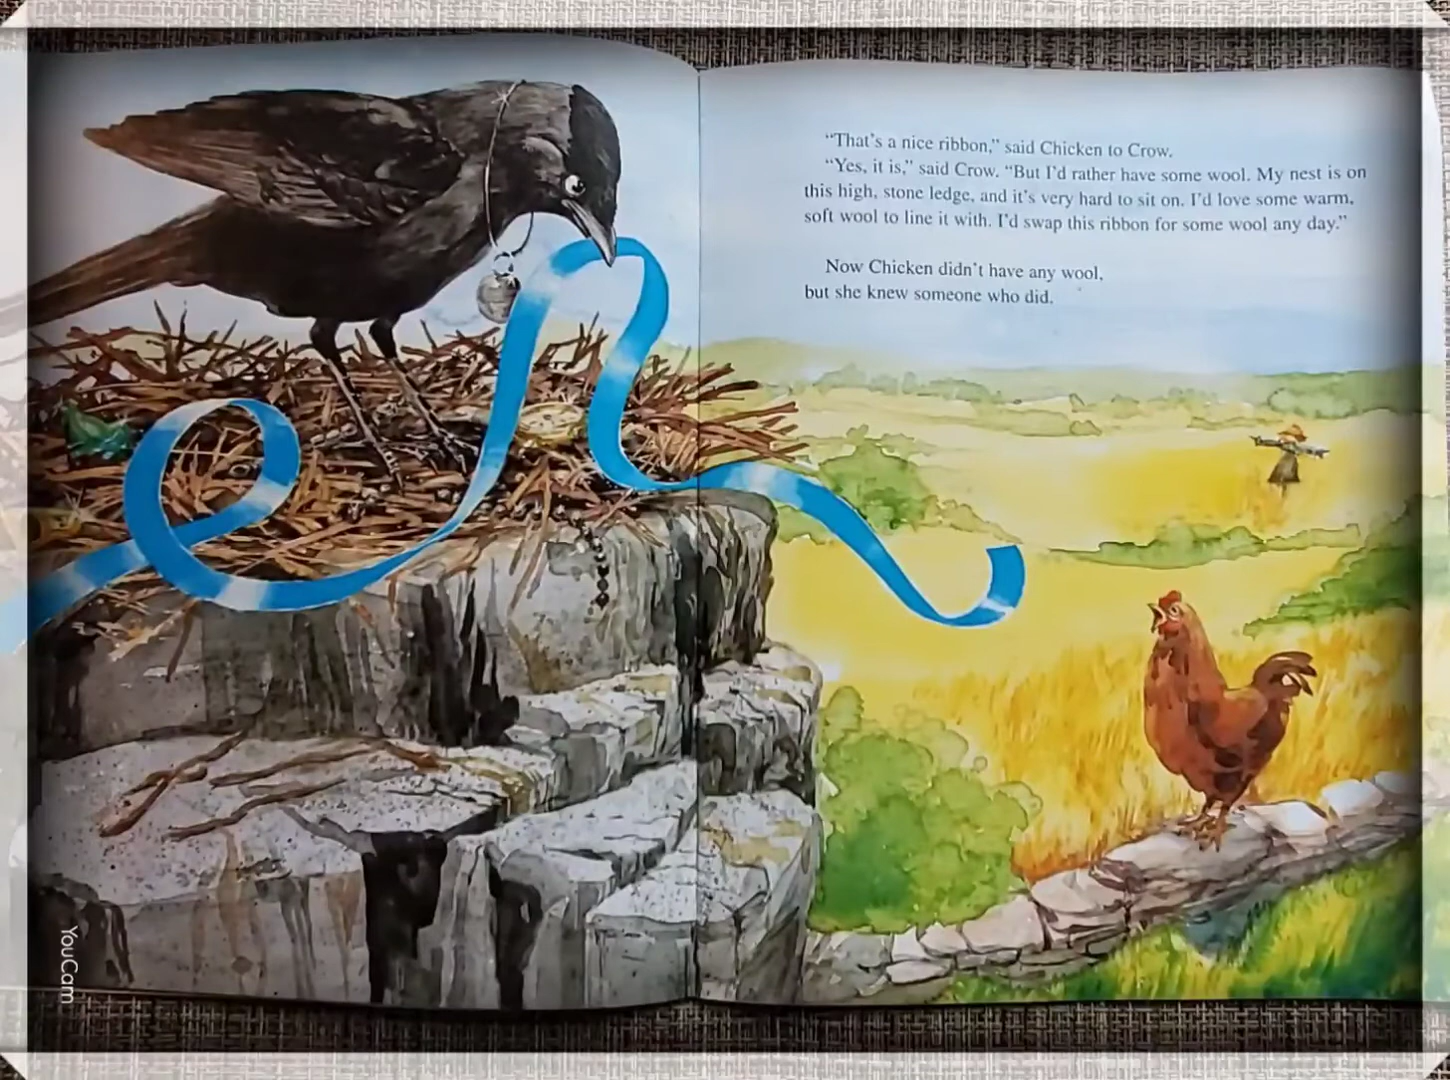 “That’s a nice ribbon,” said Chicken to Crow.
“Yes, it is,” said Crow. “But I’d rather have some wool. My nest is on
this high, stone ledge, and it’s very hard to sit on. I’d love some warm,
soft wool to line it with. I’d swap this ribbon for some wool any day.”
Now Chicken didn’t have any wool,
but she knew someone who did.
YouCam